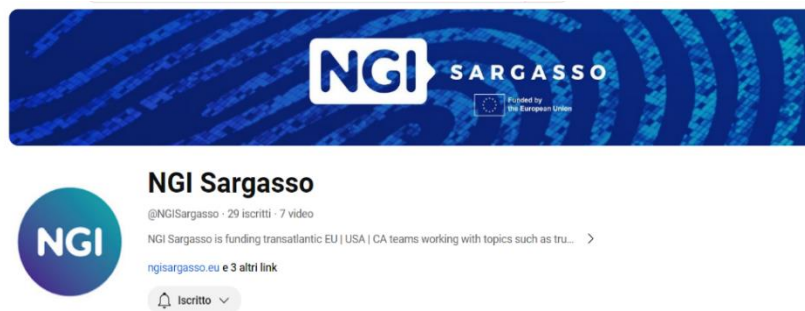 NGI SARGASSO
Funded by
the European Union
NGI Sargasso
NGI
@NGISargasso · 29 iscritti · 7 video
NGI Sargasso is funding transatlantic EU | USA | CA teams working with topics such as tru...
ngisargasso.eu e 3 altri link
Iscritto